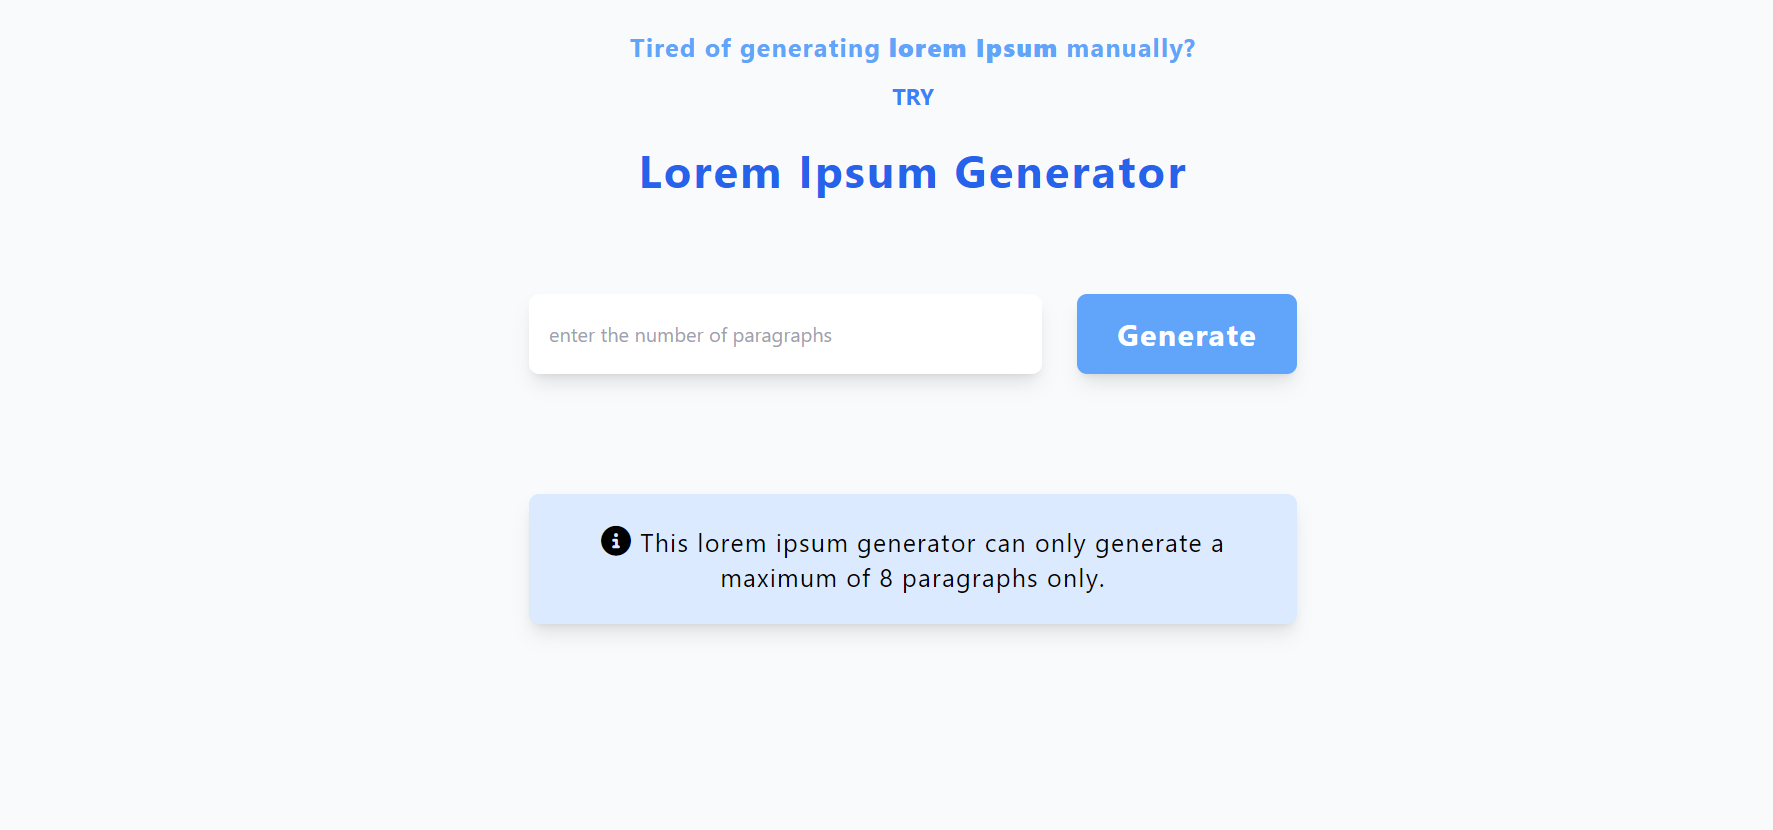 Tired of generating lorem Ipsum manually?
TRY
Lorem Ipsum Generator
enter the number of paragraphs
Generate
This lorem ipsum generator can only generate a
maximum of 8 paragraphs only.